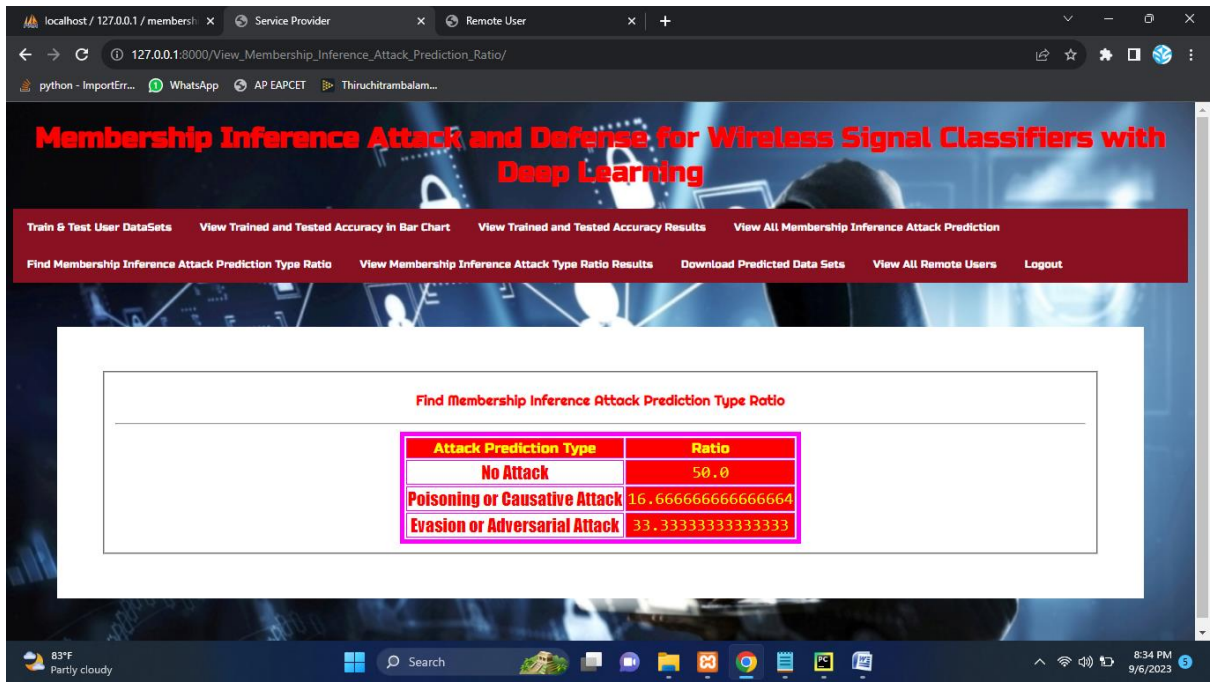 localhost / 127.0.0.1 / membersh
Service Provider
Remote User
127.0.0.1:8000/View_Membership_Inference_Attack_Prediction_Ratio/
python - ImportErr...
WhatsApp
AP EAPCET
Thiruchitrambalam...
Membership Inference Attack and Defense for Wireless Signal Classifiers with
Deep Learning
Train & Test User DataSets
View Trained and Tested Accuracy in Bar Chart
View Trained and Tested Accuracy Results
View All Membership Inference Attack Prediction
Find Membership Inference Attack Prediction Type Ratio
View Membership Inference Attack Type Ratio Results
Download Predicted Data Sets
View All Remote Users
Logout
Find Membership Inference Attack Prediction Type Ratio
Attack Prediction Type Ratio
No Attack 50.0
Poisoning or Causative Attack 16.666666666666664
Evasion or Adversarial Attack 33.33333333333333
83°F
Partly cloudy
Search
8:34 PM
9/6/2023
5